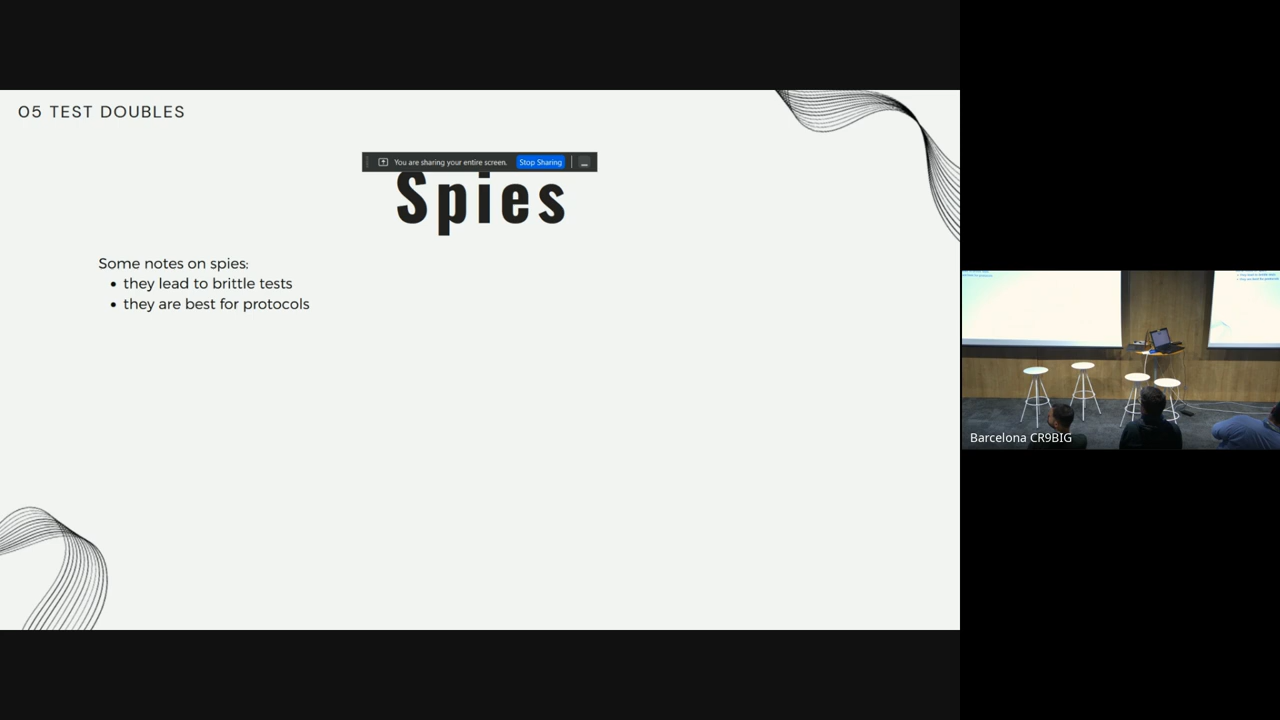 05 TEST DOUBLES
You are sharing your entire screen.
Stop Sharing
Spies
Some notes on spies:
• they lead to brittle tests
• they are best for protocols
Barcelona CR9BIG